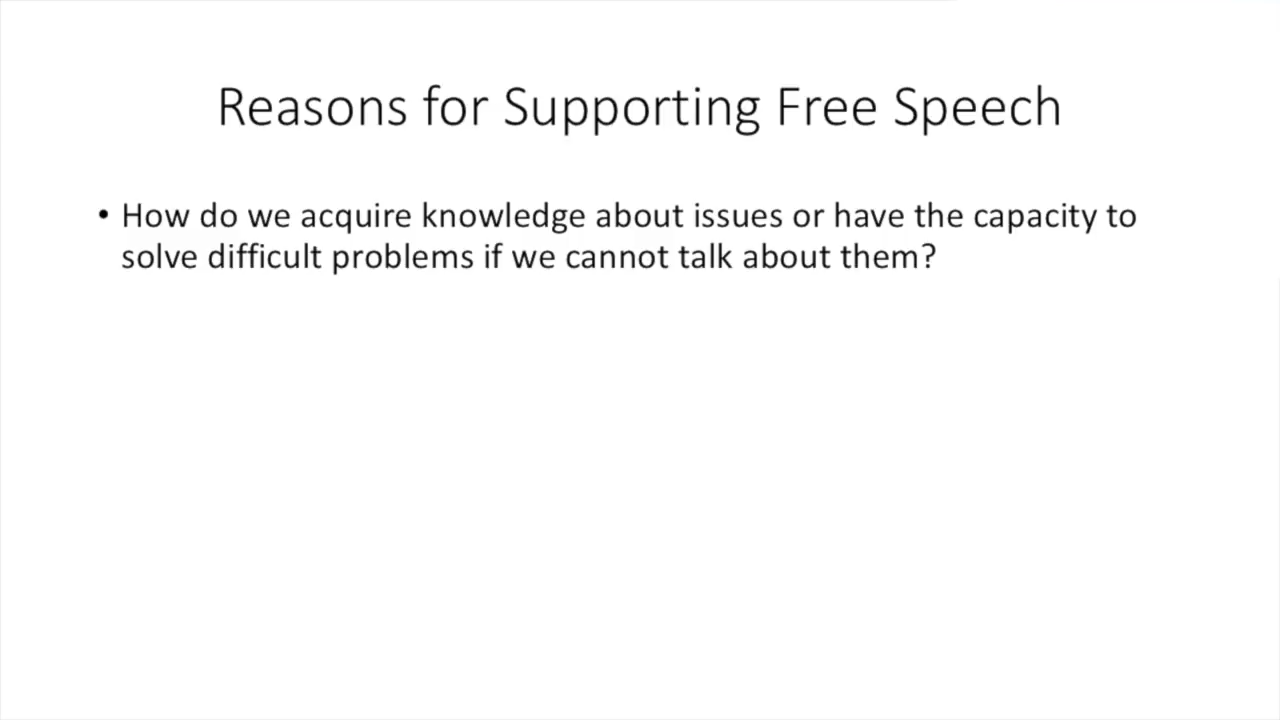 Reasons for Supporting Free Speech
• How do we acquire knowledge about issues or have the capacity to
solve difficult problems if we cannot talk about them?